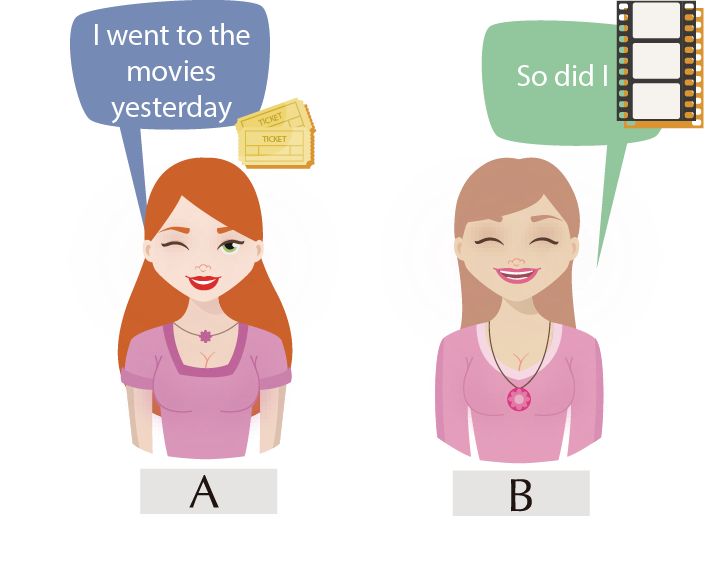 I went to the
movies
yesterday
TICKET
TICKET
So did I
A
B